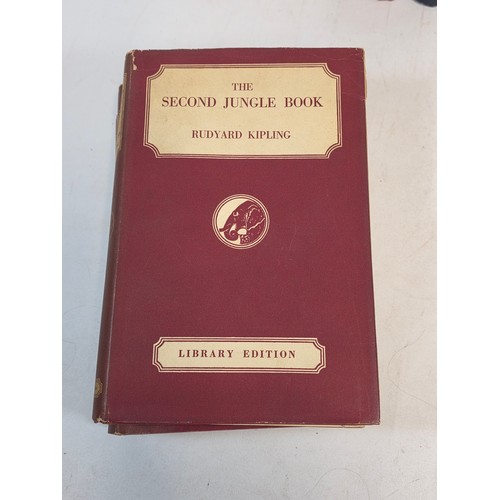 THE
SECOND JUNGLE BOOK
RUDYARD KIPLING
LIBRARY EDITION